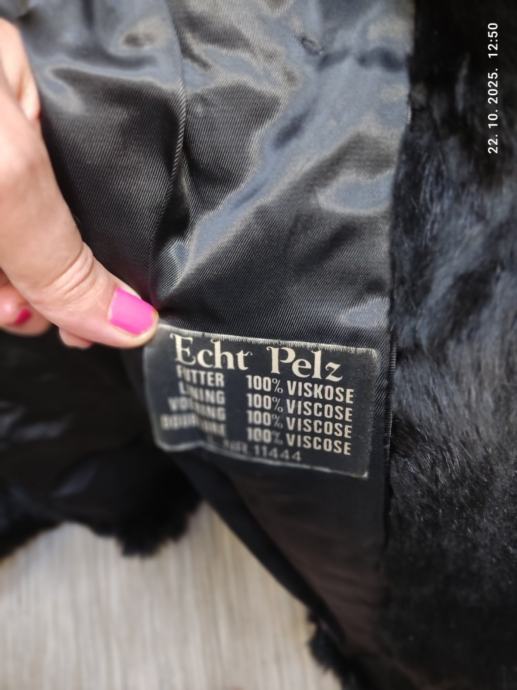 22. 10. 2025. 12:50
Echt Pelz
FUTTER 100% VISKOSE
LINING 100% VISCOSE
VOERING 100% VISCOSE
100% VISCOSE
NR. 11444